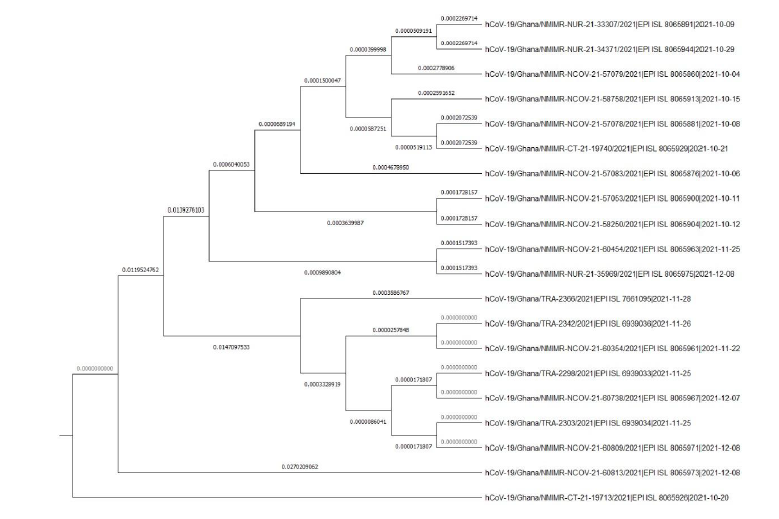 0.0002269714
hCoV-19/Ghana/NMIMR-NUR-21-33307/2021|EPI ISL 8065891|2021-10-09
0.0000509191
0.0002269714
hCoV-19/Ghana/NMIMR-NUR-21-34371/2021|EPI ISL 8065944|2021-10-29
0.0000399998
0.0002778906
hCoV-19/Ghana/NMIMR-NCOV-21-57079/2021|EPI ISL 8065860|2021-10-04
0.0001500047
0.0002591652
hCoV-19/Ghana/NMIMR-NCOV-21-58758/2021|EPI ISL 8065913|2021-10-15
0.0000587251
0.0002072539
hCoV-19/Ghana/NMIMR-NCOV-21-57078/2021|EPI ISL 8065881|2021-10-08
0.0000519113
0.0002072539
hCoV-19/Ghana/NMIMR-CT-21-19740/2021|EPI ISL 8065929|2021-10-21
0.0000689194
0.0004678950
hCoV-19/Ghana/NMIMR-NCOV-21-57083/2021|EPI ISL 8065876|2021-10-06
0.0006040053
0.0001728157
hCoV-19/Ghana/NMIMR-NCOV-21-57053/2021|EPI ISL 8065900|2021-10-11
0.0003639987
0.0001728157
hCoV-19/Ghana/NMIMR-NCOV-21-58250/2021|EPI ISL 8065904|2021-10-12
0.0139276103
0.0001517393
hCoV-19/Ghana/NMIMR-NCOV-21-60454/2021|EPI ISL 8065963|2021-11-25
0.0009890804
0.0001517393
hCoV-19/Ghana/NMIMR-NUR-21-35969/2021|EPI ISL 8065975|2021-12-08
0.0119524762
0.0003586767
hCoV-19/Ghana/TRA-2366/2021|EPI ISL 7661095|2021-11-28
0.0000000000
hCoV-19/Ghana/TRA-2342/2021|EPI ISL 6939036|2021-11-26
0.0000257848
0.0000000000
hCoV-19/Ghana/NMIMR-NCOV-21-60354/2021|EPI ISL 8065961|2021-11-22
0.0147097533
0.0000000000
hCoV-19/Ghana/TRA-2298/2021|EPI ISL 6939033|2021-11-25
0.0000000000
0.0000171807
0.0003328919
0.0000000000
hCoV-19/Ghana/NMIMR-NCOV-21-60738/2021|EPI ISL 8065967|2021-12-07
0.0000086041
0.0000000000
hCoV-19/Ghana/TRA-2303/2021|EPI ISL 6939034|2021-11-25
0.0000171807
0.0000000000
hCoV-19/Ghana/NMIMR-NCOV-21-60809/2021|EPI ISL 8065971|2021-12-08
0.0270209062
hCoV-19/Ghana/NMIMR-NCOV-21-60813/2021|EPI ISL 8065973|2021-12-08
hCoV-19/Ghana/NMIMR-CT-21-19713/2021|EPI ISL 8065926|2021-10-20